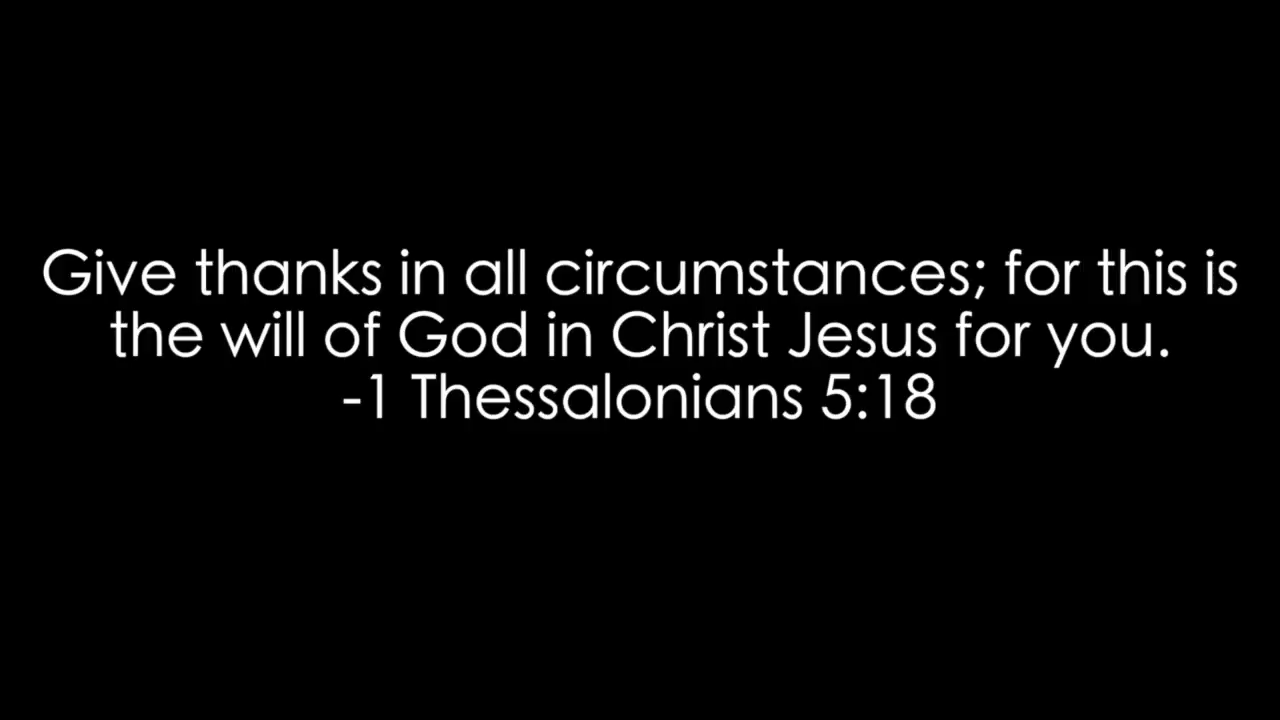 Give thanks in all circumstances; for this is
the will of God in Christ Jesus for you.
-1 Thessalonians 5:18